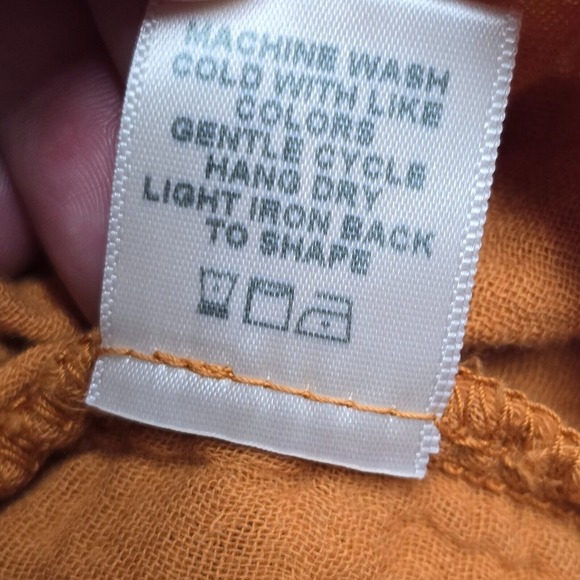 MACHINE WASH
COLD WITH LIKE
COLORS
GENTLE CYCLE
HANG DRY
LIGHT IRON BACK
TO SHAPE